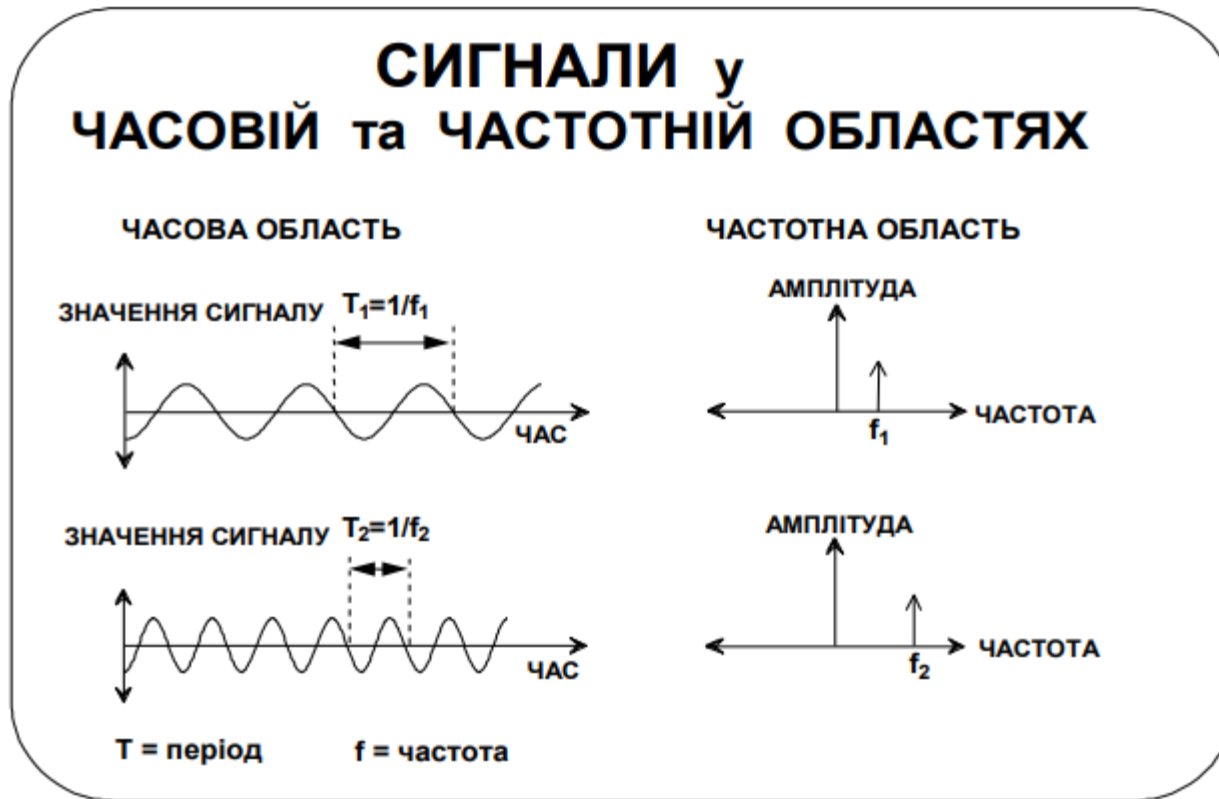 СИГНАЛИ у
ЧАСОВІЙ та ЧАСТОТНІЙ ОБЛАСТЯХ
ЧАСОВА ОБЛАСТЬ
ЧАСТОТНА ОБЛАСТЬ
ЗНАЧЕННЯ СИГНАЛУ
T₁=1/f₁
ЧАС
АМПЛІТУДА
ЧАСТОТА
f₁
ЗНАЧЕННЯ СИГНАЛУ
T₂=1/f₂
ЧАС
АМПЛІТУДА
ЧАСТОТА
f₂
T = період
f = частота